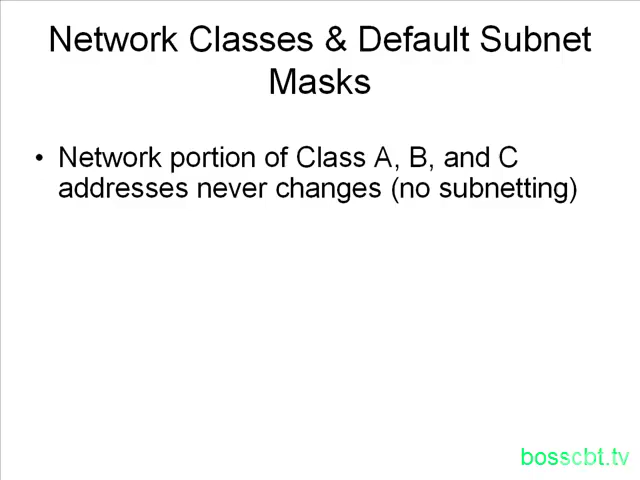 Network Classes & Default Subnet
Masks
• Network portion of Class A, B, and C
addresses never changes (no subnetting)
bosscbt.tv